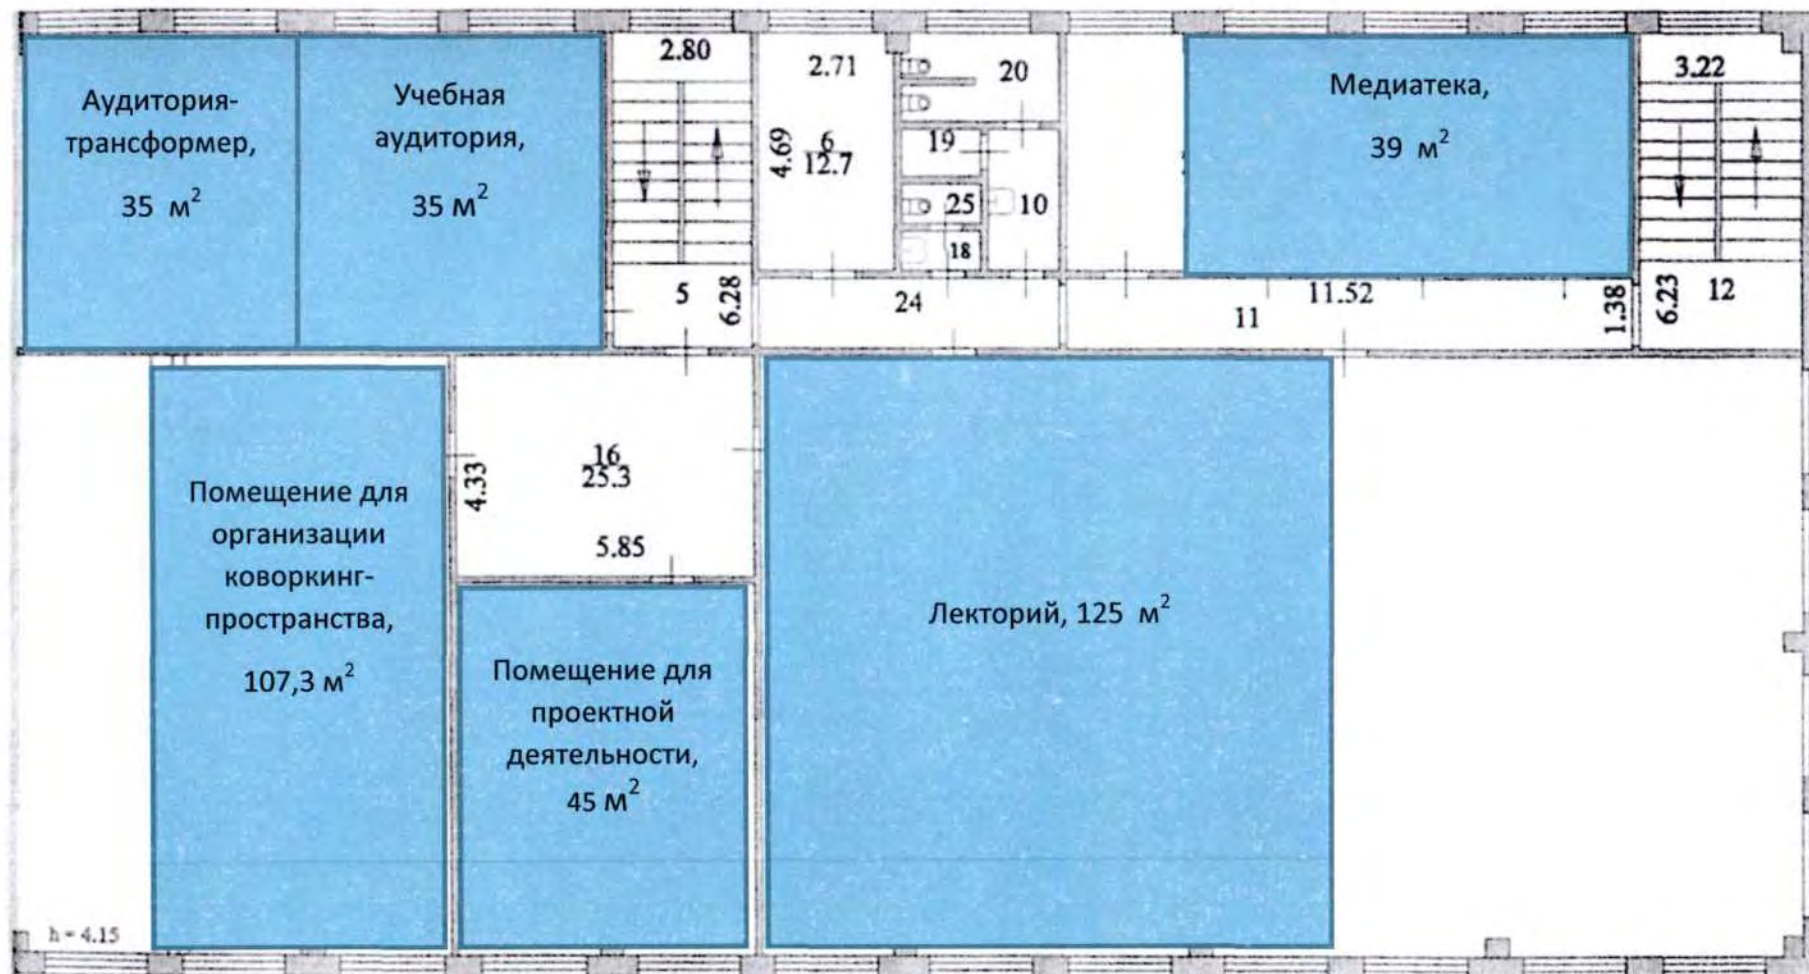 Аудитория-
трансформер,
35 м²
Учебная
аудитория,
35 м²
2.80
2.71
4.69
6
12.7
20
19
25
10
18
Медиатека,
39 м²
3.22
5
6.28
24
11.52
11
1.38
6.23
12
Помещение для
организации
коворкинг-
пространства,
107,3 м²
16
25.3
4.33
5.85
Помещение для
проектной
деятельности,
45 м²
Лекторий, 125 м²
h = 4.15